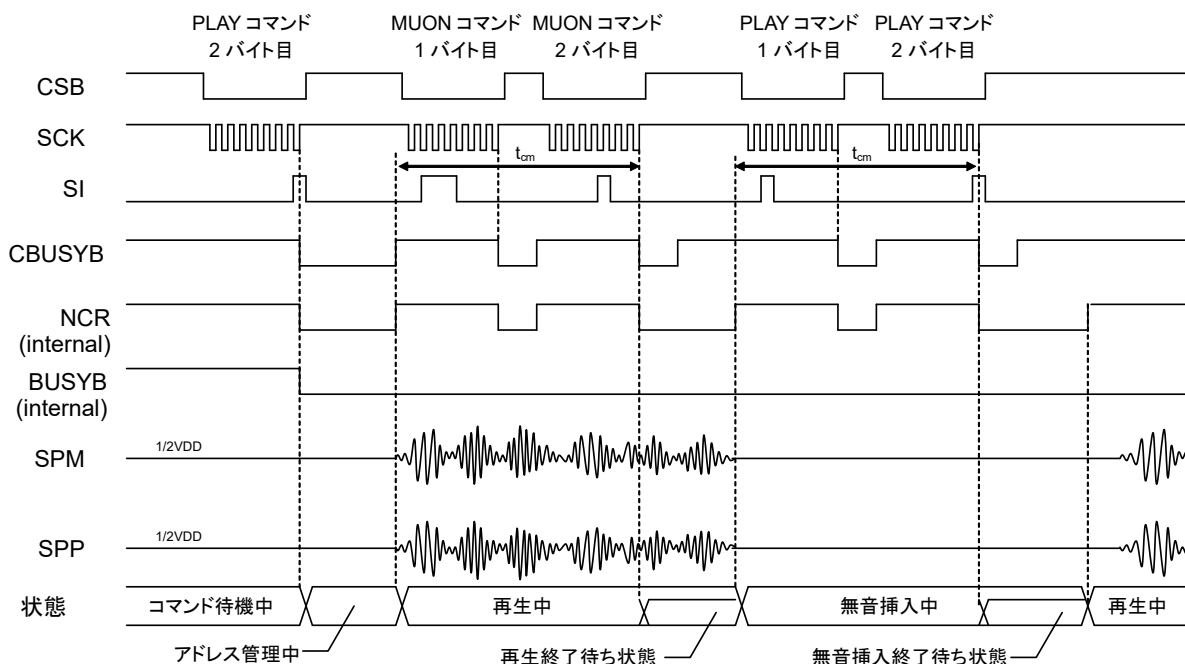 PLAY コマンド
2 バイト目
MUON コマンド
1 バイト目
MUON コマンド
2 バイト目
PLAY コマンド
1 バイト目
PLAY コマンド
2 バイト目
CSB
SCK
tcm
tcm
SI
CBUSYB
NCR
(internal)
BUSYB
(internal)
1/2VDD
SPM
1/2VDD
SPP
状態
コマンド待機中
再生中
無音挿入中
再生中
アドレス管理中
再生終了待ち状態
無音挿入終了待ち状態